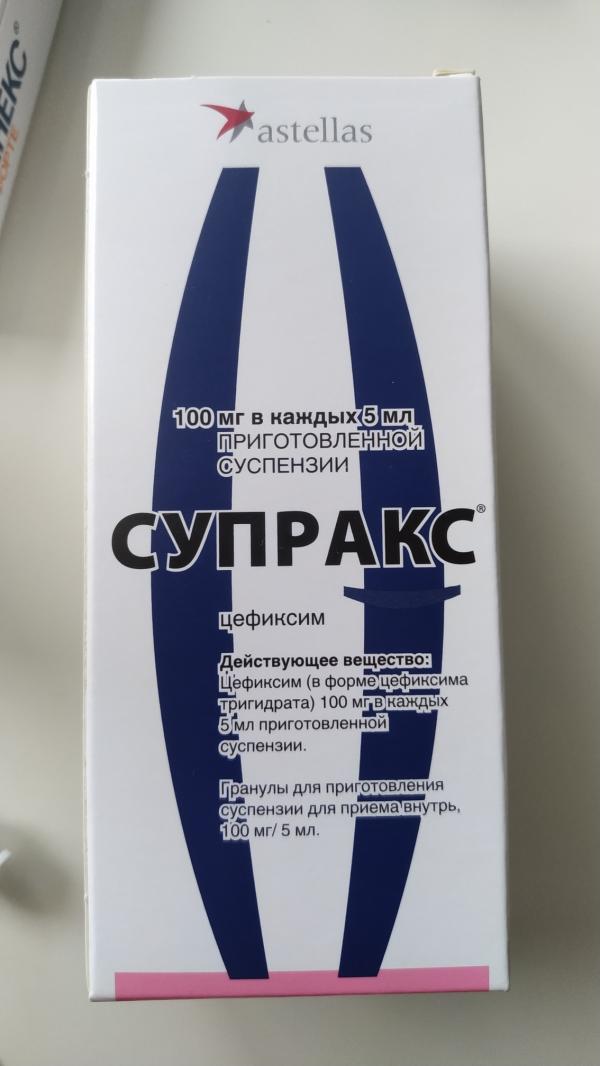 astellas
100 мг в каждых 5 мл
ПРИГОТОВЛЕННОЙ
СУСПЕНЗИИ
СУПРАКС®
цефиксим
Действующее вещество:
Цефиксим (в форме цефиксима
тригидрата) 100 мг в каждых
5 мл приготовленной
суспензии.
Гранулы для приготовления
суспензии для приема внутрь,
100 мг/ 5 мл.